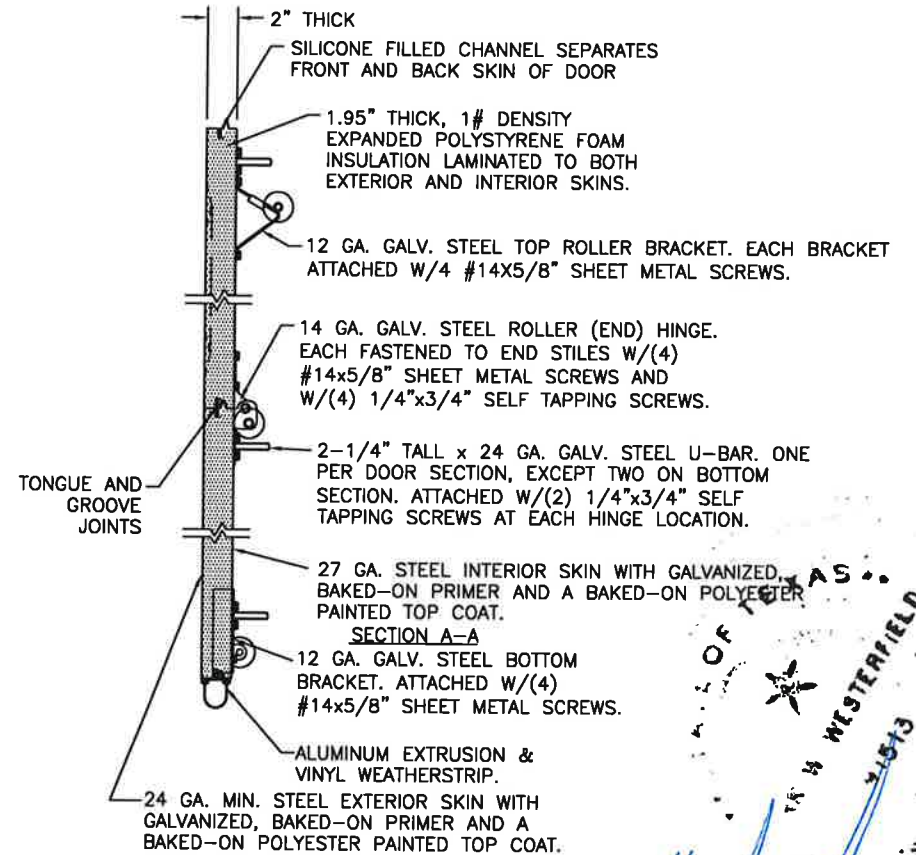 2" THICK
SILICONE FILLED CHANNEL SEPARATES
FRONT AND BACK SKIN OF DOOR
1.95" THICK, 1# DENSITY
EXPANDED POLYSTYRENE FOAM
INSULATION LAMINATED TO BOTH
EXTERIOR AND INTERIOR SKINS.
12 GA. GALV. STEEL TOP ROLLER BRACKET. EACH BRACKET
ATTACHED W/4 #14X5/8" SHEET METAL SCREWS.
14 GA. GALV. STEEL ROLLER (END) HINGE.
EACH FASTENED TO END STILES W/(4)
#14x5/8" SHEET METAL SCREWS AND
W/(4) 1/4"x3/4" SELF TAPPING SCREWS.
2-1/4" TALL x 24 GA. GALV. STEEL U-BAR. ONE
PER DOOR SECTION, EXCEPT TWO ON BOTTOM
SECTION. ATTACHED W/(2) 1/4"x3/4" SELF
TAPPING SCREWS AT EACH HINGE LOCATION.
TONGUE AND
GROOVE
JOINTS
27 GA. STEEL INTERIOR SKIN WITH GALVANIZED,
BAKED-ON PRIMER AND A BAKED-ON POLYESTER
PAINTED TOP COAT.
SECTION A-A
12 GA. GALV. STEEL BOTTOM
BRACKET. ATTACHED W/(4)
#14x5/8" SHEET METAL SCREWS.
ALUMINUM EXTRUSION &
VINYL WEATHERSTRIP.
24 GA. MIN. STEEL EXTERIOR SKIN WITH
GALVANIZED, BAKED-ON PRIMER AND A
BAKED-ON POLYESTER PAINTED TOP COAT.
OF TEXAS
WESTERFIELD